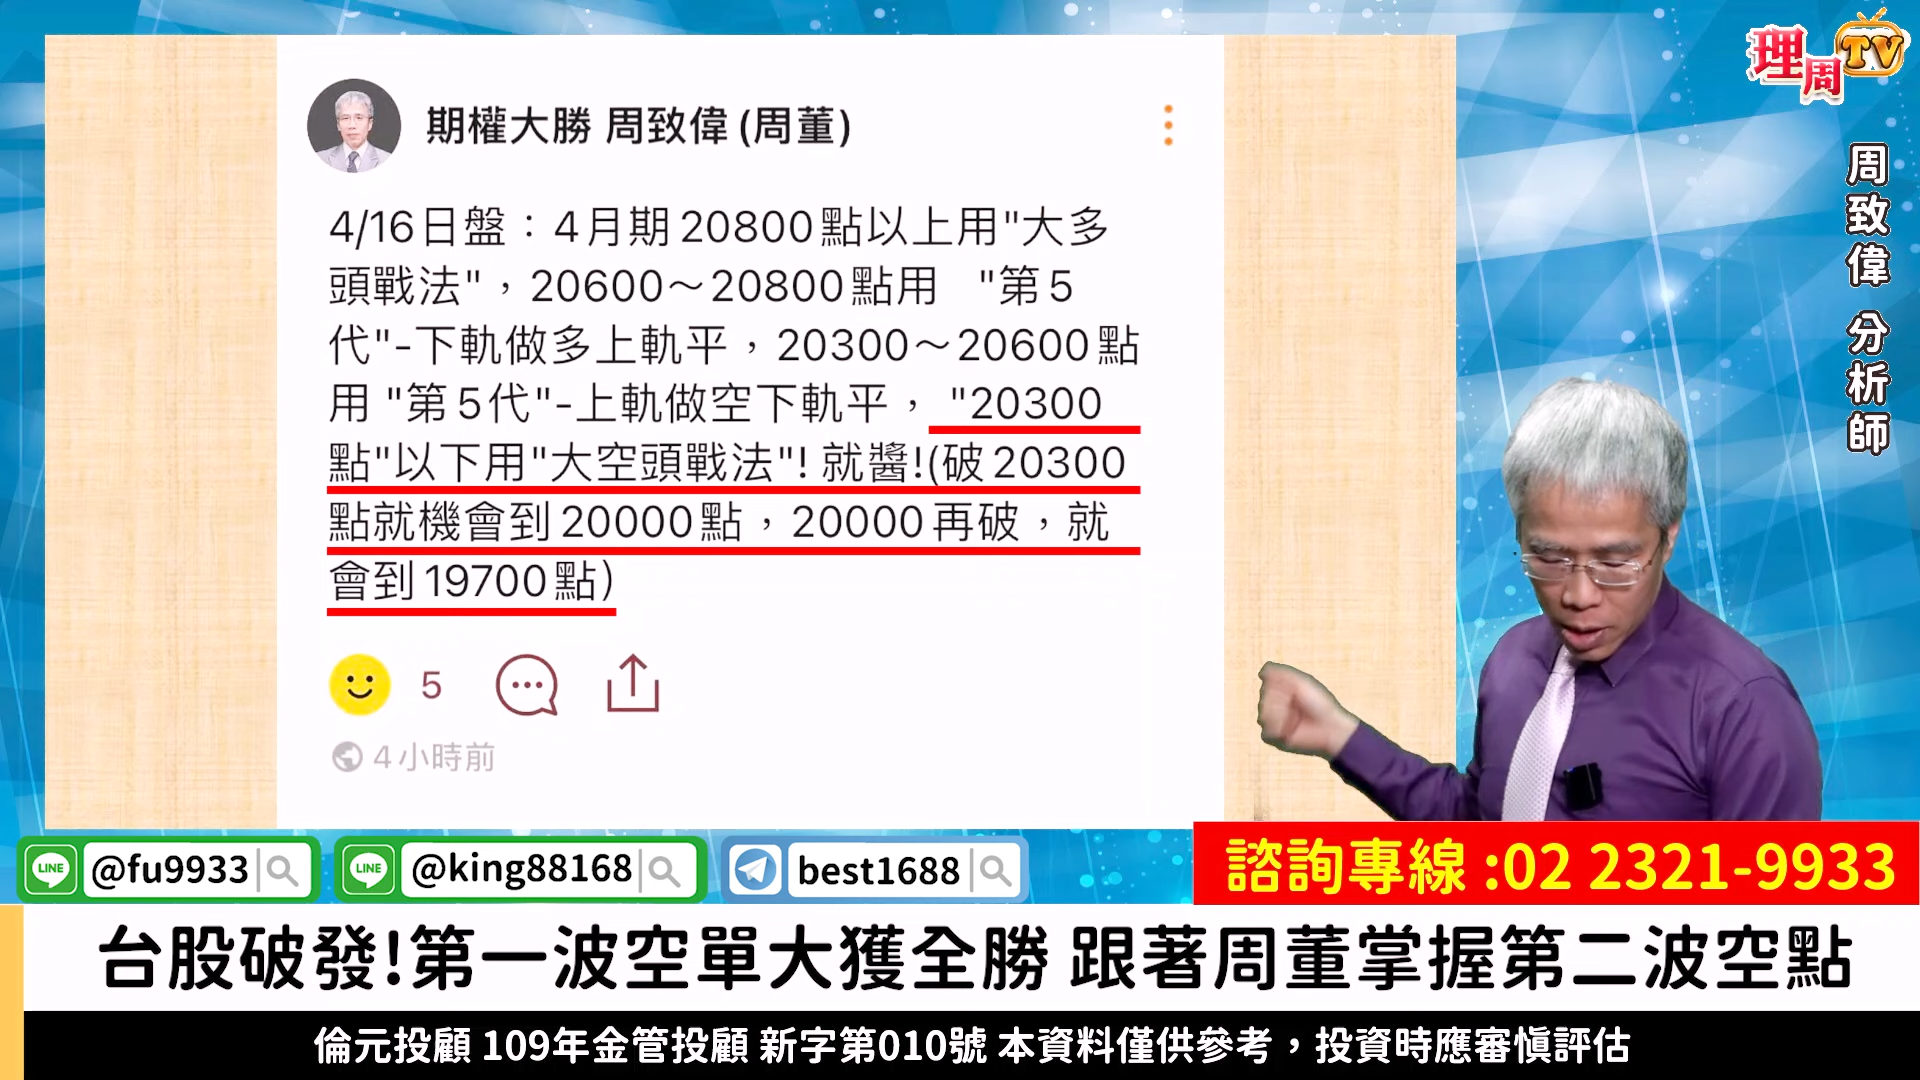 理周TV
周致偉 分析師
期權大勝 周致偉 (周董)
4/16日盤：4月期20800點以上用"大多
頭戰法"，20600～20800點用 "第5
代"-下軌做多上軌平，20300～20600點
用 "第5代"-上軌做空下軌平， "20300
點"以下用"大空頭戰法"! 就醬!(破20300
點就機會到20000點，20000再破，就
會到19700點)
5
4小時前
LINE @fu9933
LINE @king88168
best1688
諮詢專線 :02 2321-9933
台股破發!第一波空單大獲全勝 跟著周董掌握第二波空點
倫元投顧 109年金管投顧 新字第010號 本資料僅供參考，投資時應審慎評估